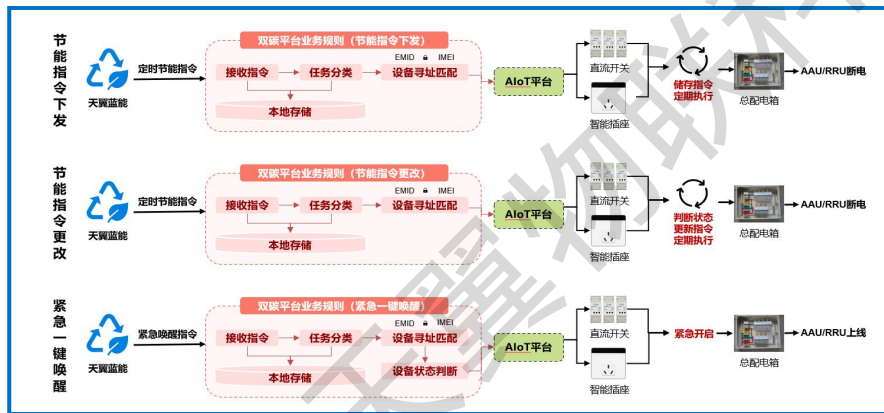 节能指令下发
天翼蓝能
定时节能指令
双碳平台业务规则（节能指令下发）
EMID IMEI
接收指令
任务分类
设备寻址匹配
本地存储
AIoT平台
直流开关
智能插座
储存指令
定期执行
总配电箱
AAU/RRU断电
节能指令更改
天翼蓝能
定时节能指令
双碳平台业务规则（节能指令更改）
EMID IMEI
接收指令
任务分类
设备寻址匹配
本地存储
AIoT平台
直流开关
智能插座
判断状态
更新指令
定期执行
总配电箱
AAU/RRU断电
紧急一键唤醒
天翼蓝能
紧急唤醒指令
双碳平台业务规则（紧急一键唤醒）
EMID IMEI
接收指令
任务分类
设备寻址匹配
本地存储
设备状态判断
AIoT平台
直流开关
智能插座
紧急开启
总配电箱
AAU/RRU上线
天翼物联科